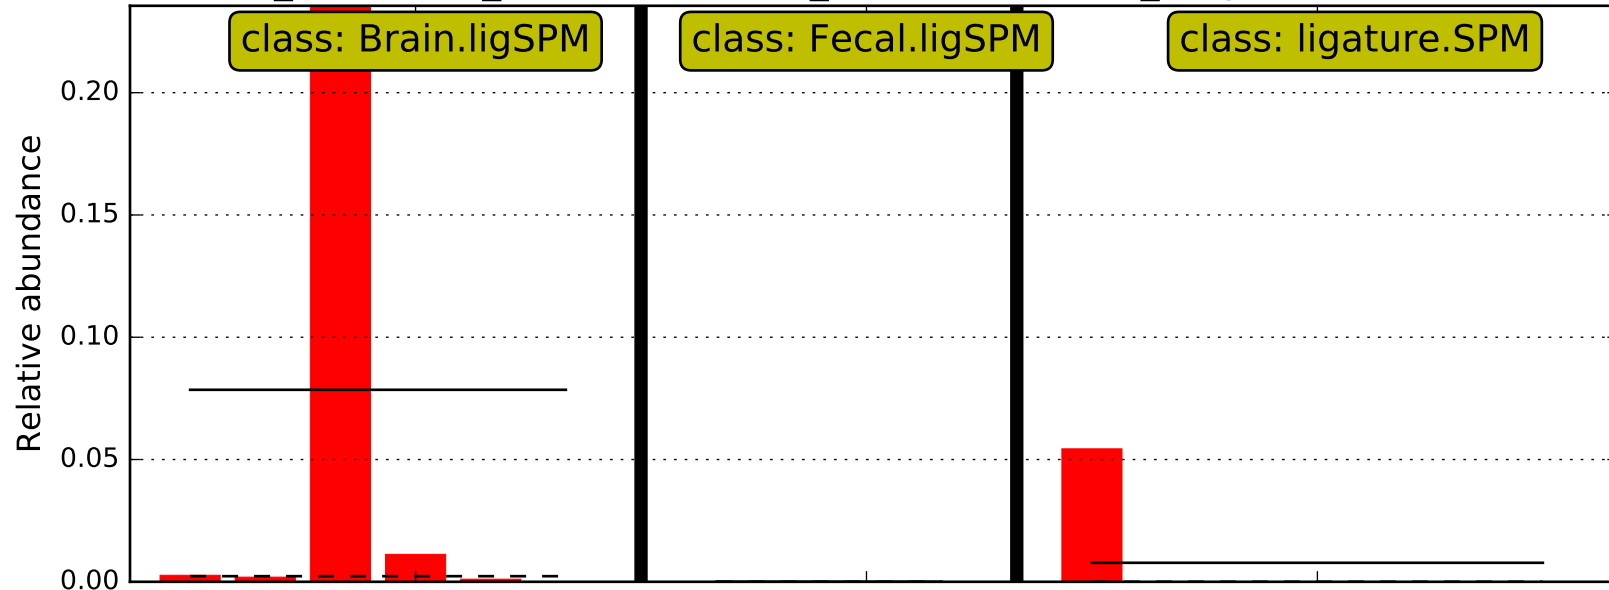 class: Brain.ligSPM
class: Fecal.ligSPM
class: ligature.SPM
0.20
0.15
0.10
0.05
0.00
Relative abundance